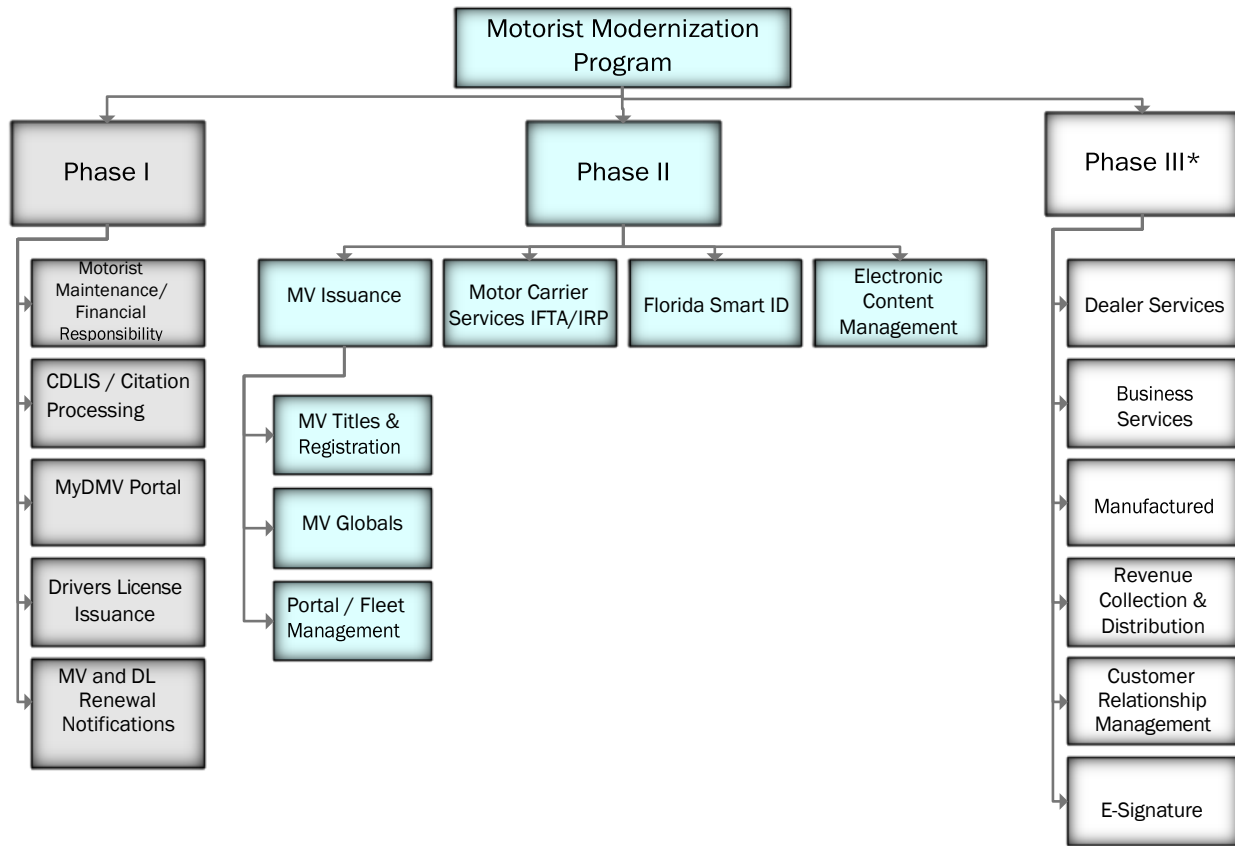 Motorist Modernization
Program
Phase I
Phase II
Phase III*
Motorist
Maintenance/
Financial
Responsibility
CDLIS / Citation
Processing
MyDMV Portal
Drivers License
Issuance
MV and DL
Renewal
Notifications
MV Issuance
Motor Carrier
Services IFTA/IRP
Florida Smart ID
Electronic
Content
Management
MV Titles &
Registration
MV Globals
Portal / Fleet
Management
Dealer Services
Business
Services
Manufactured
Revenue
Collection &
Distribution
Customer
Relationship
Management
E-Signature